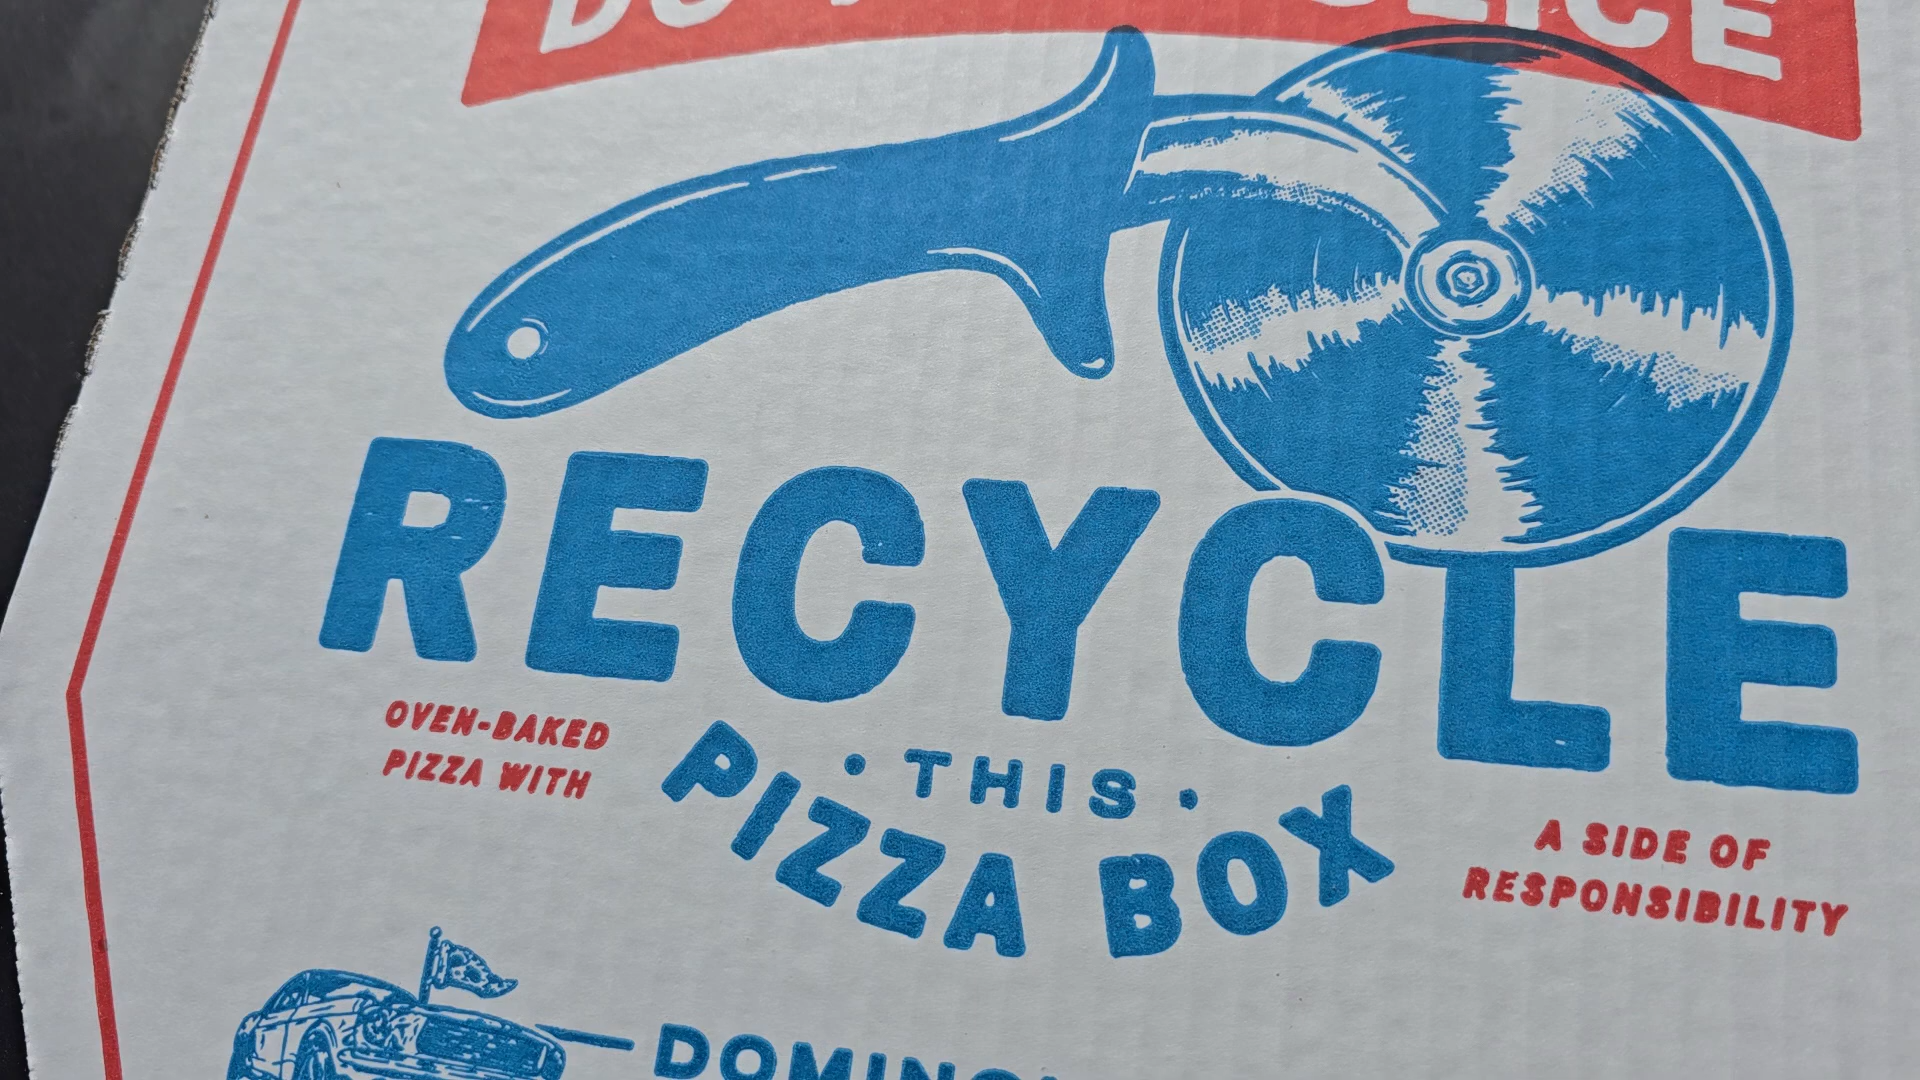 RECYCLE
OVEN-BAKED
PIZZA WITH
• THIS •
PIZZA BOX
A SIDE OF
RESPONSIBILITY